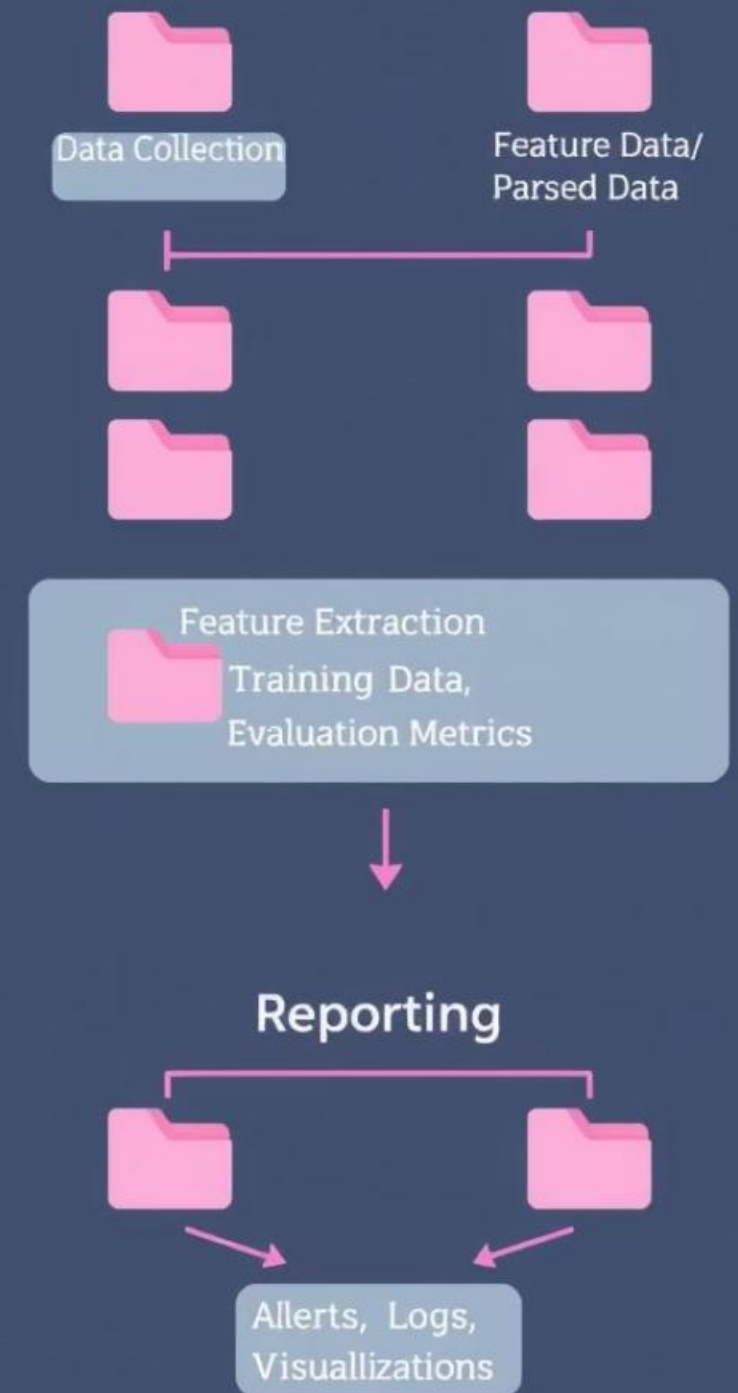 Data Collection
Feature Data/
Parsed Data
Feature Extraction
Training Data,
Evaluation Metrics
Reporting
Allerts, Logs,
Visuallizations